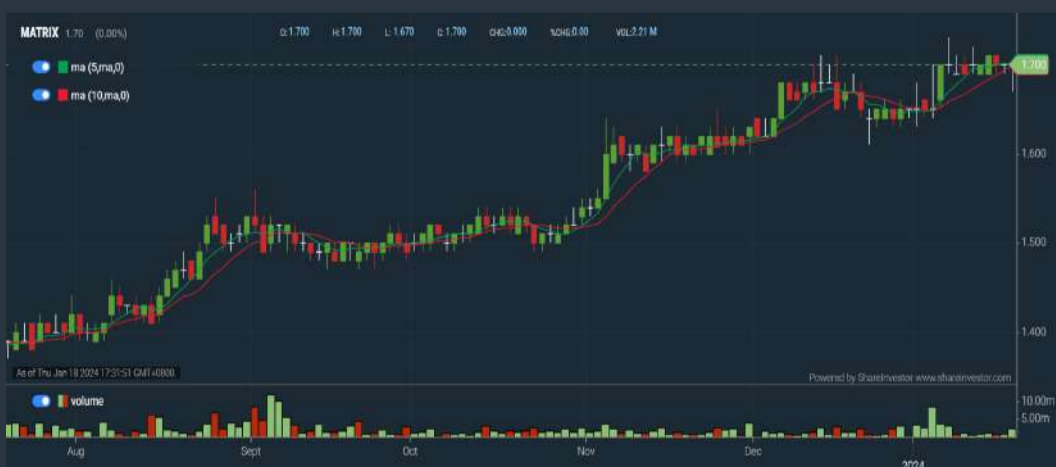 MATRIX 1.70 (0.00%) O:1.700 H:1.700 L:1.670 C:1.700 CHG:0.000 %CHG:0.00 VOL:2.21 M
ma (5,ma,0)
ma (10,ma,0)
1.700
1.600
1.500
1.400
As of Thu Jan 18 2024 17:31:51 GMT+0800
Powered by ShareInvestor www.shareinvestor.com
volume
10.00m
5.00m
Aug Sept Oct Nov Dec 2024